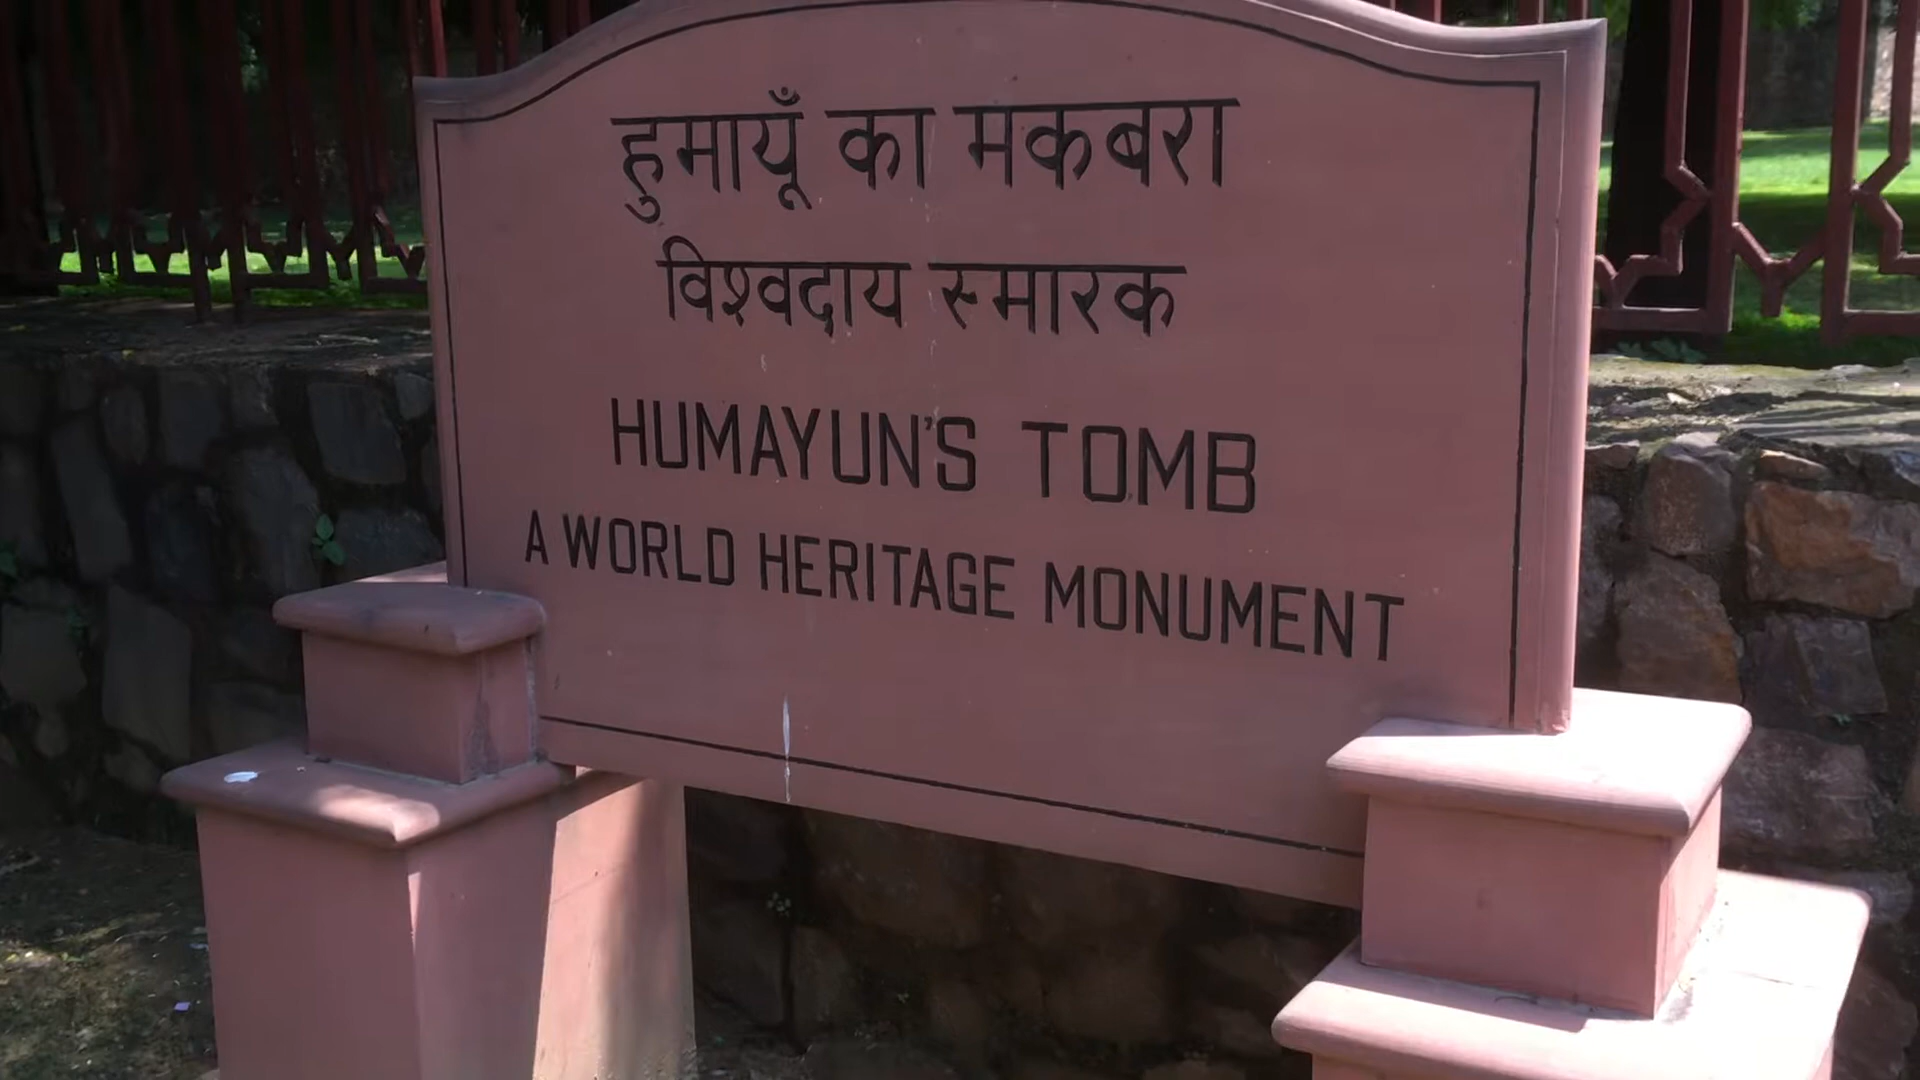 हुमायूँ का मकबरा
विश्वदाय स्मारक
HUMAYUN'S TOMB
A WORLD HERITAGE MONUMENT